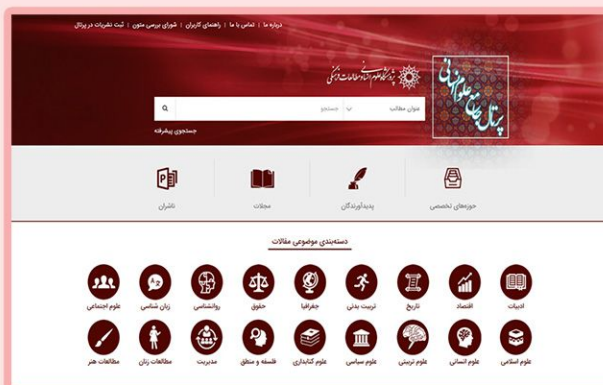 درباره ما | تماس با ما | راهنمای کاربران | شورای بررسی متون | ثبت نشریات در پرتال
پژوهشگاه علوم انسانی و مطالعات فرهنگی
پرتال جامع علوم انسانی
عنوان مطالب جستجو
جستجوی پیشرفته
حوزه‌های تخصصی پدیدآورندگان مجلات ناشران
دسته‌بندی موضوعی مقالات
ادبیات اقتصاد تاریخ تربیت بدنی جغرافیا حقوق روانشناسی زبان شناسی علوم اجتماعی
علوم اسلامی علوم انسانی علوم تربیتی علوم سیاسی علوم کتابداری فلسفه و منطق مدیریت مطالعات زنان مطالعات هنر